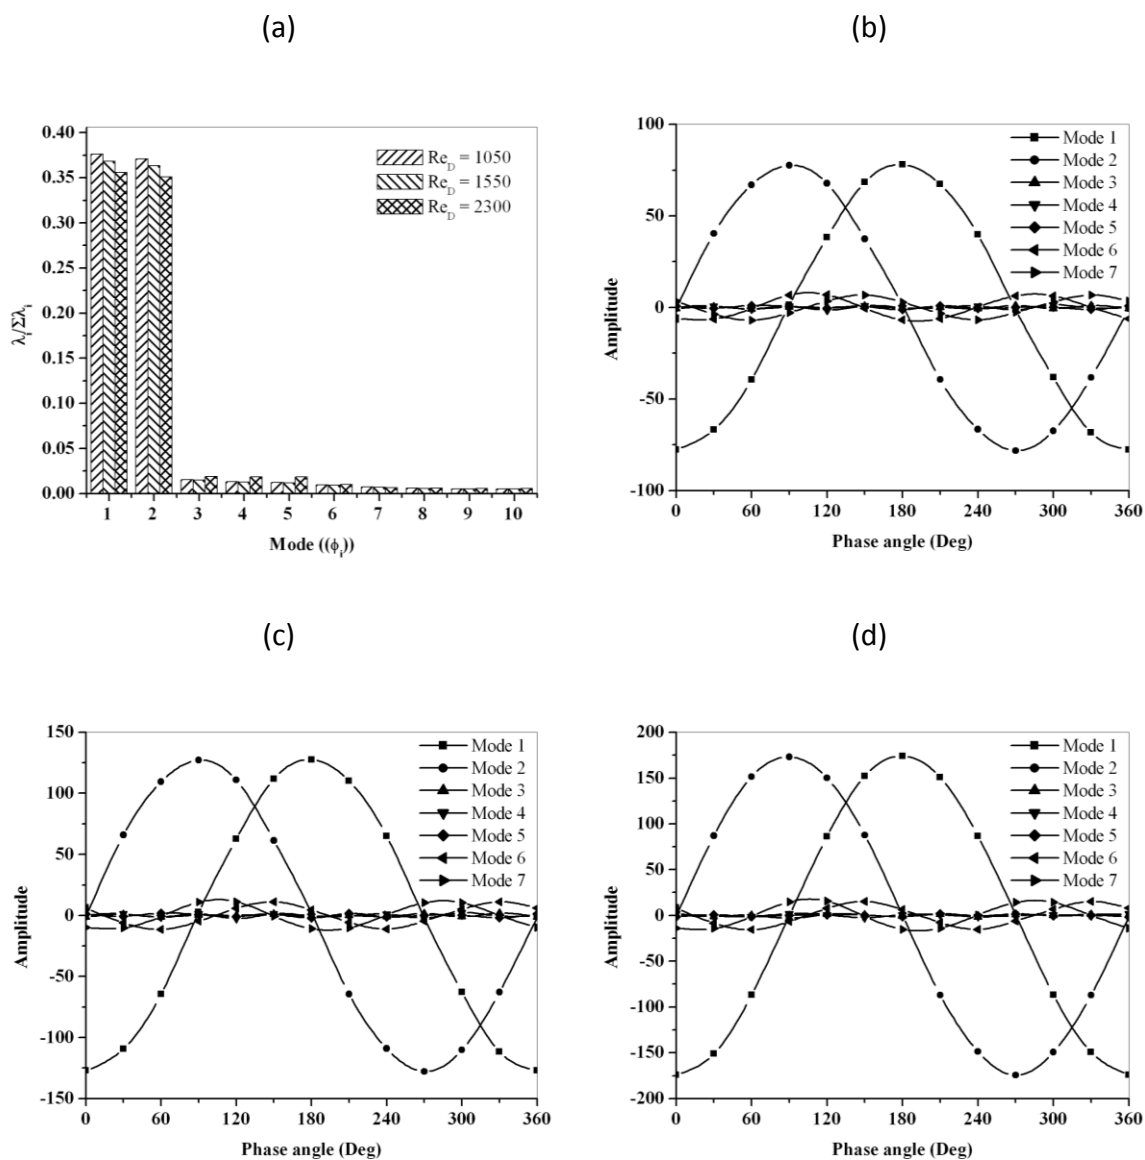 (a)
0.40
0.35
0.30
0.25
0.20
0.15
0.10
0.05
0.00
λi/Σλi
Re_D = 1050
Re_D = 1550
Re_D = 2300
1 2 3 4 5 6 7 8 9 10
Mode ((ϕi))
(b)
100
50
0
-50
-100
Amplitude
Mode 1
Mode 2
Mode 3
Mode 4
Mode 5
Mode 6
Mode 7
0 60 120 180 240 300 360
Phase angle (Deg)
(c)
150
100
50
0
-50
-100
-150
Amplitude
Mode 1
Mode 2
Mode 3
Mode 4
Mode 5
Mode 6
Mode 7
0 60 120 180 240 300 360
Phase angle (Deg)
(d)
200
150
100
50
0
-50
-100
-150
-200
Amplitude
Mode 1
Mode 2
Mode 3
Mode 4
Mode 5
Mode 6
Mode 7
0 60 120 180 240 300 360
Phase angle (Deg)